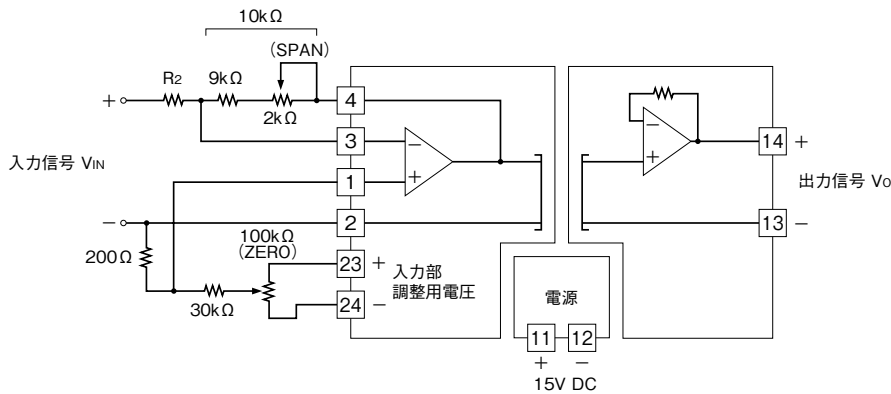 10kΩ
(SPAN)
R2
9kΩ
2kΩ
+
入力信号 VIN
−
4
3
1
2
23
24
−
+
200Ω
100kΩ
(ZERO)
30kΩ
+
−
入力部
調整用電圧
電源
11
12
+
−
15V DC
−
+
14
+
出力信号 VO
13
−